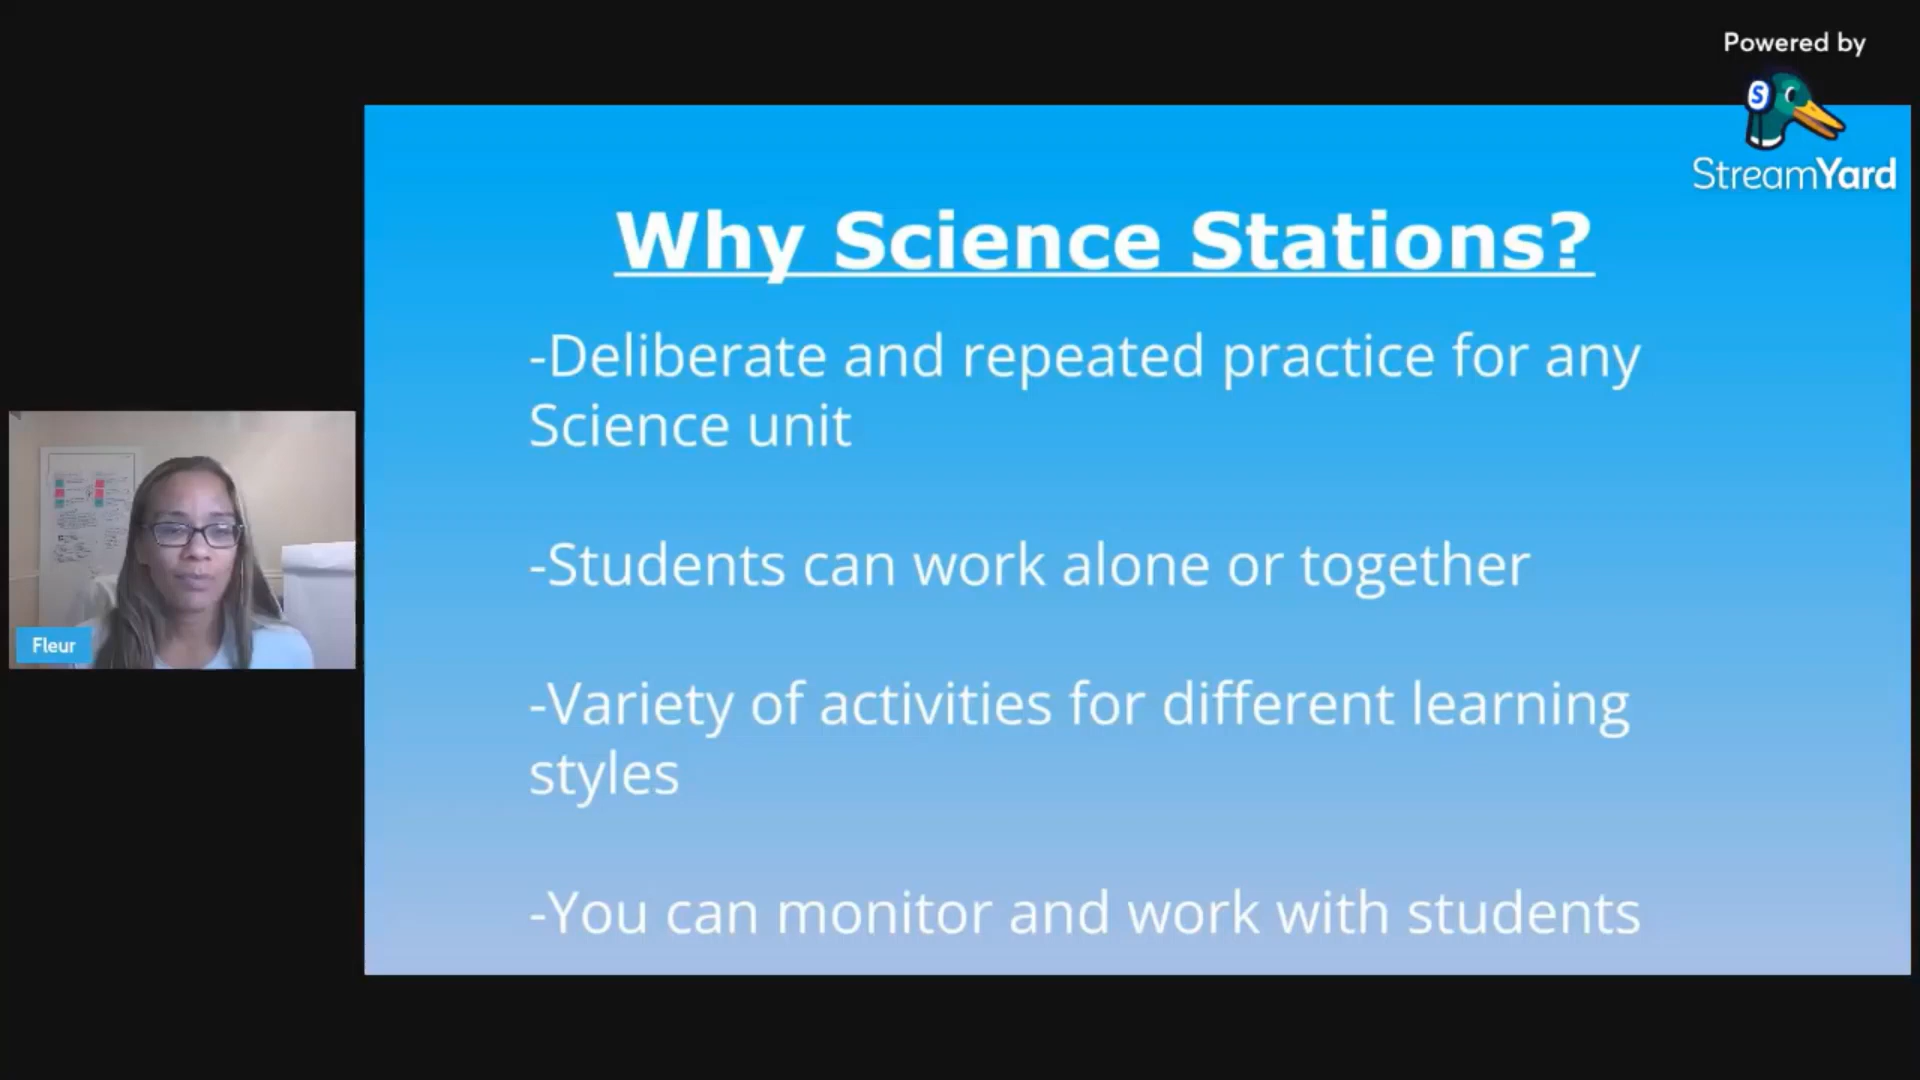 Powered by
S
StreamYard
Why Science Stations?
-Deliberate and repeated practice for any
Science unit
-Students can work alone or together
-Variety of activities for different learning
styles
-You can monitor and work with students
Fleur